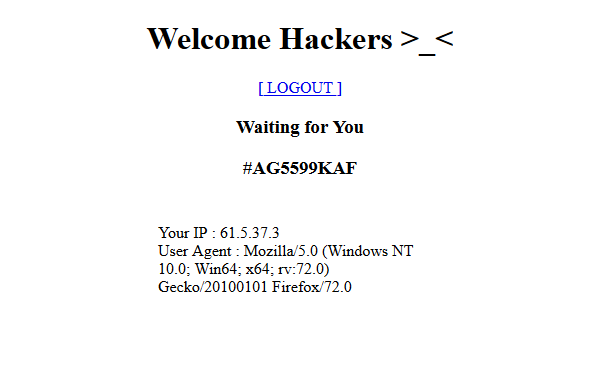 Welcome Hackers >_<
[ LOGOUT ]
Waiting for You
#AG5599KAF
Your IP : 61.5.37.3
User Agent : Mozilla/5.0 (Windows NT
10.0; Win64; x64; rv:72.0)
Gecko/20100101 Firefox/72.0